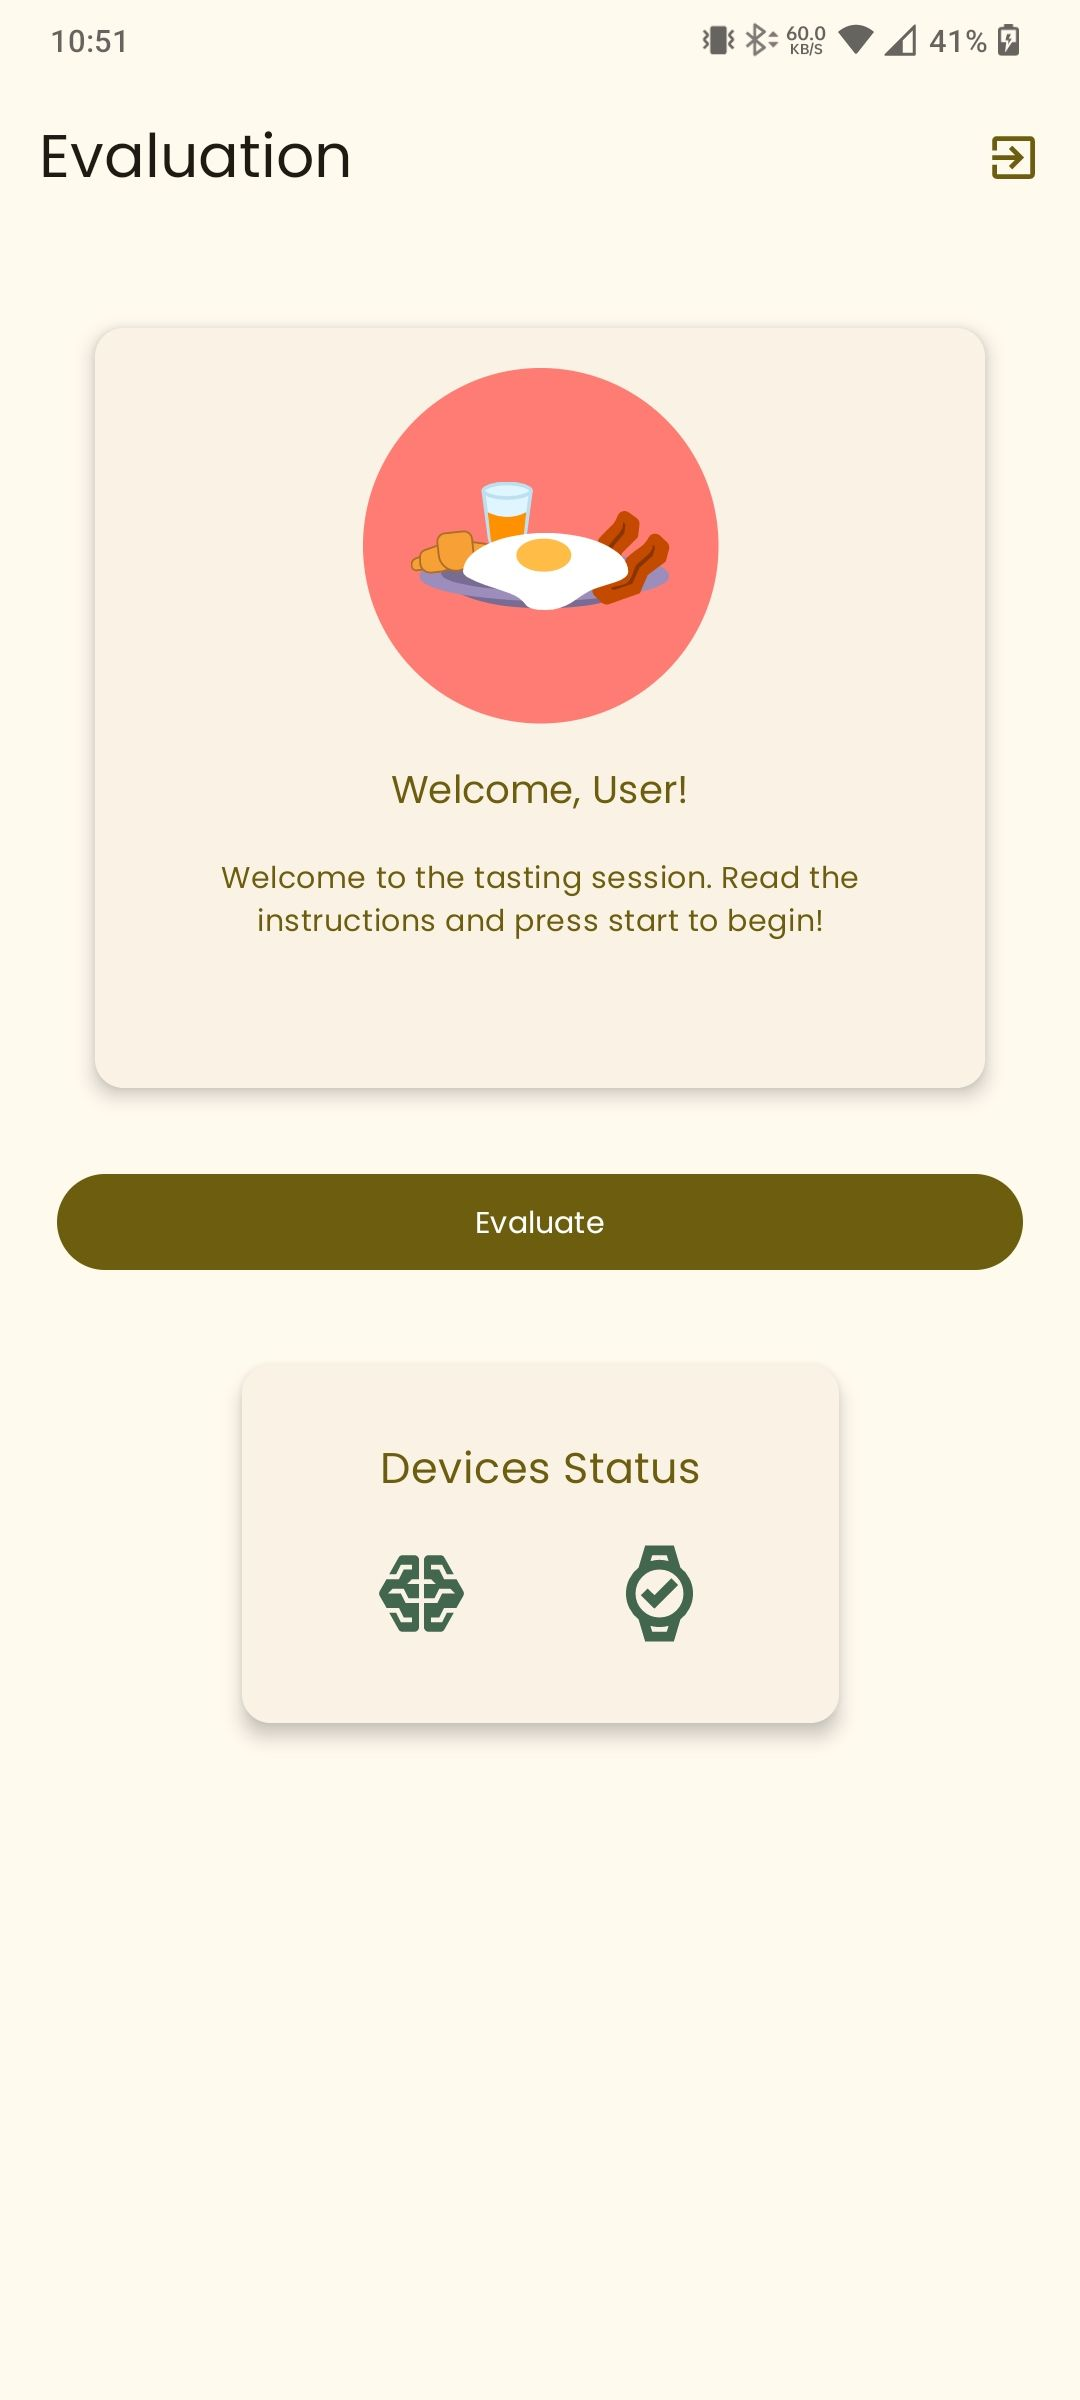 10:51
60.0
KB/S
41%
Evaluation
Welcome, User!
Welcome to the tasting session. Read the
instructions and press start to begin!
Evaluate
Devices Status